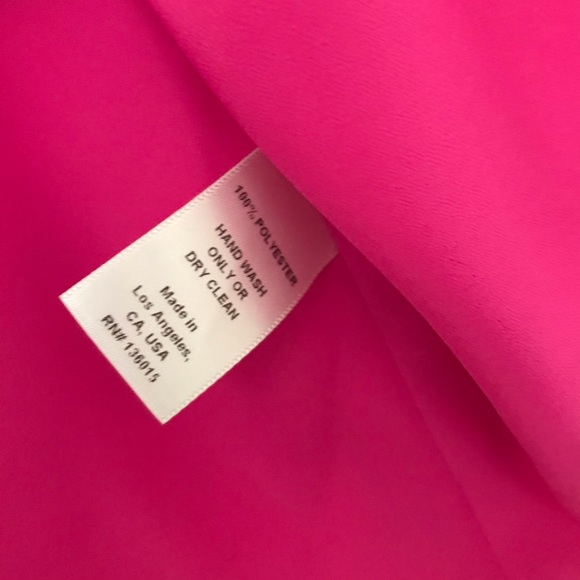 100% POLYESTER
HAND WASH
ONLY OR
DRY CLEAN
Made in
Los Angeles,
CA, USA
RN# 136015